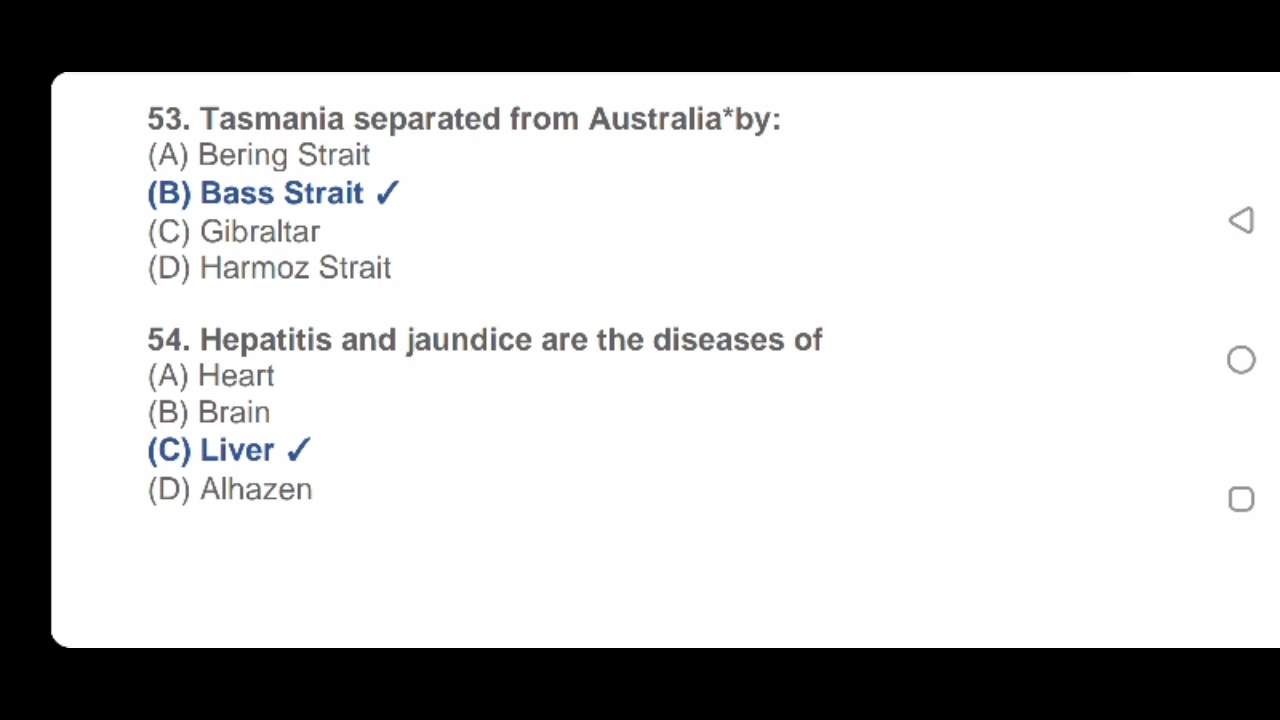 53. Tasmania separated from Australia*by:
(A) Bering Strait
(B) Bass Strait ✓
(C) Gibraltar
(D) Harmoz Strait
54. Hepatitis and jaundice are the diseases of
(A) Heart
(B) Brain
(C) Liver ✓
(D) Alhazen